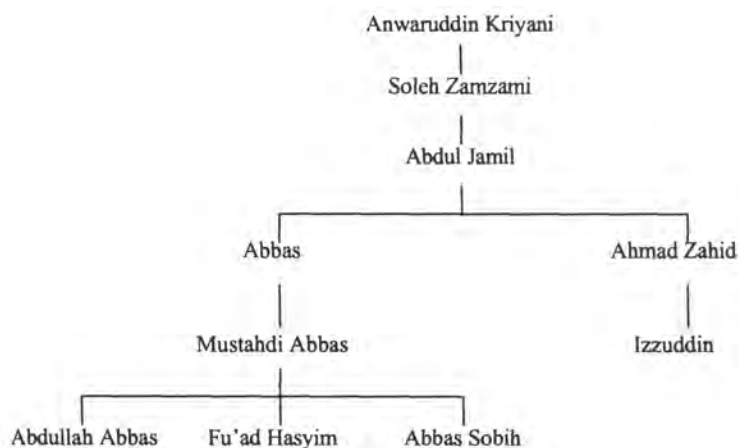 Anwaruddin Kriyani
Soleh Zamzami
Abdul Jamil
Abbas Ahmad Zahid
Mustahdi Abbas Izzuddin
Abdullah Abbas Fu'ad Hasyim Abbas Sobih